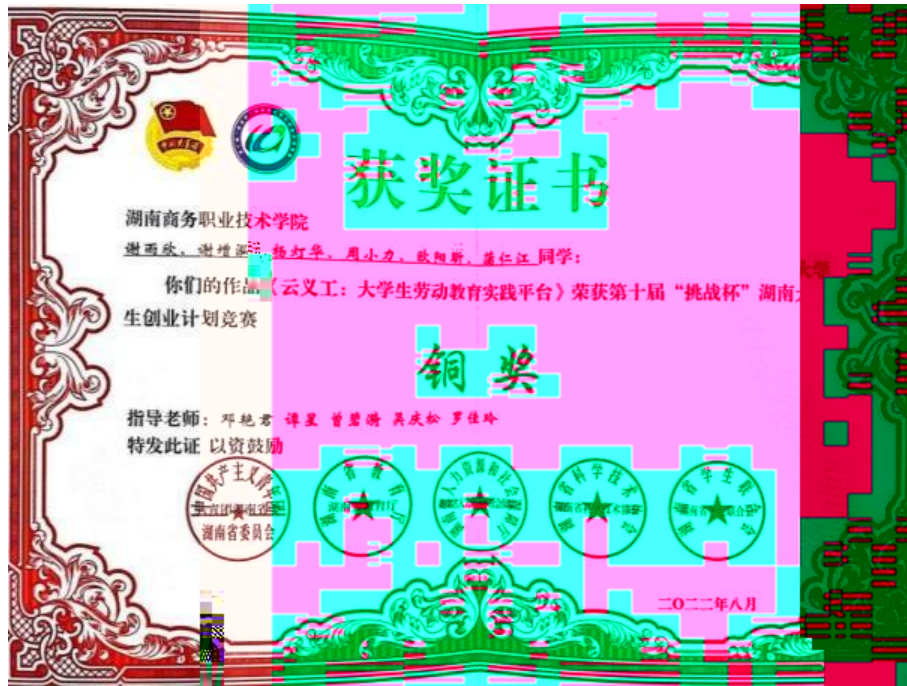 获奖证书
湖南商务职业技术学院
谢雨欣、谢增 、杨灯华、周小力、欧阳昕、蒲仁江 同学：
你们的作品《云义工：大学生劳动教育实践平台》荣获第十届“挑战杯”湖南大学
生创业计划竞赛
铜奖
指导老师：邓艳君 谭星 曾碧 吴庆松 罗佳玲
特发此证 以资鼓励
湖南省委员会
二〇二二年八月